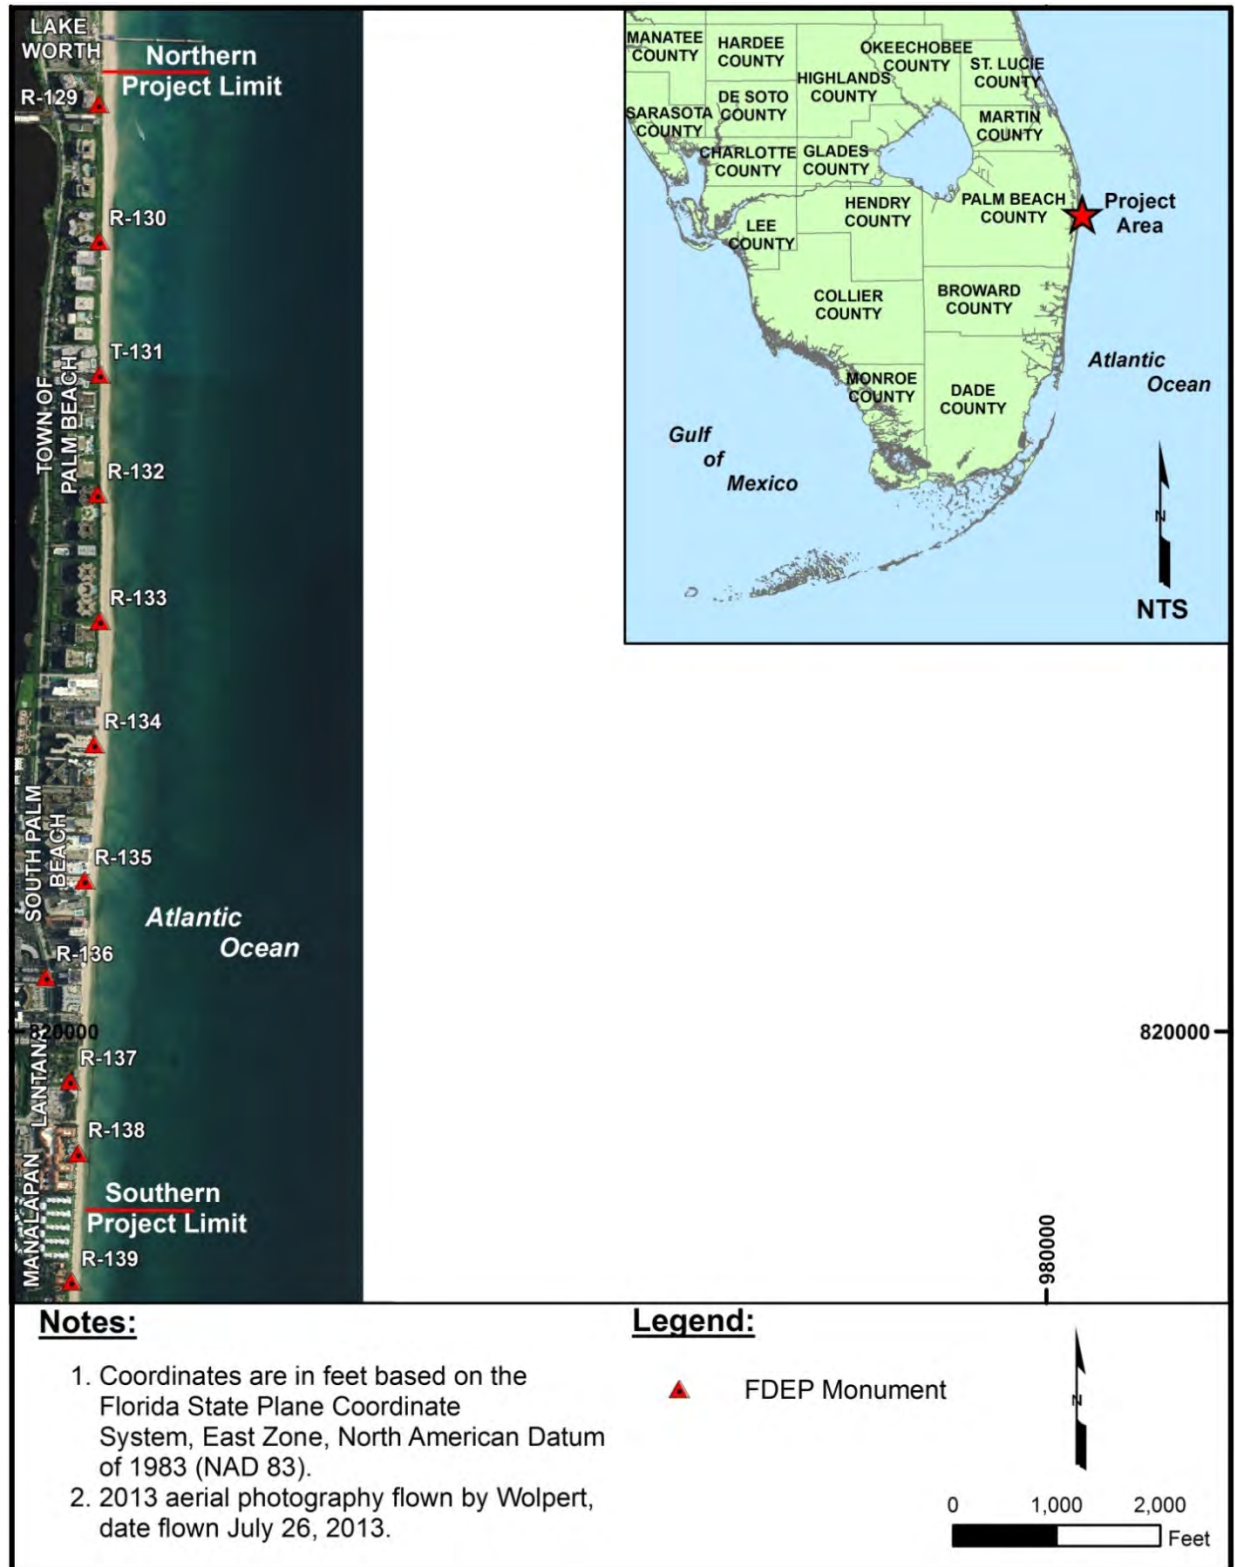 LAKE
WORTH
Northern
Project Limit
R-129
R-130
T-131
TOWN OF
PALM BEACH
R-132
R-133
R-134
SOUTH PALM
BEACH
R-135
Atlantic
Ocean
R-136
820000
LANTANA
R-137
R-138
MANALAPAN
Southern
Project Limit
R-139
MANATEE
COUNTY
HARDEE
COUNTY
HIGHLANDS
COUNTY
OKEECHOBEE
COUNTY
ST. LUCIE
COUNTY
SARASOTA
COUNTY
DE SOTO
COUNTY
MARTIN
COUNTY
CHARLOTTE
COUNTY
GLADES
COUNTY
LEE
COUNTY
HENDRY
COUNTY
PALM BEACH
COUNTY
Project
Area
COLLIER
COUNTY
BROWARD
COUNTY
MONROE
COUNTY
DADE
COUNTY
Atlantic
Ocean
Gulf
of
Mexico
N
NTS
820000
980000
Notes:
1. Coordinates are in feet based on the
Florida State Plane Coordinate
System, East Zone, North American Datum
of 1983 (NAD 83).
2. 2013 aerial photography flown by Wolpert,
date flown July 26, 2013.
Legend:
FDEP Monument
N
0 1,000 2,000
Feet